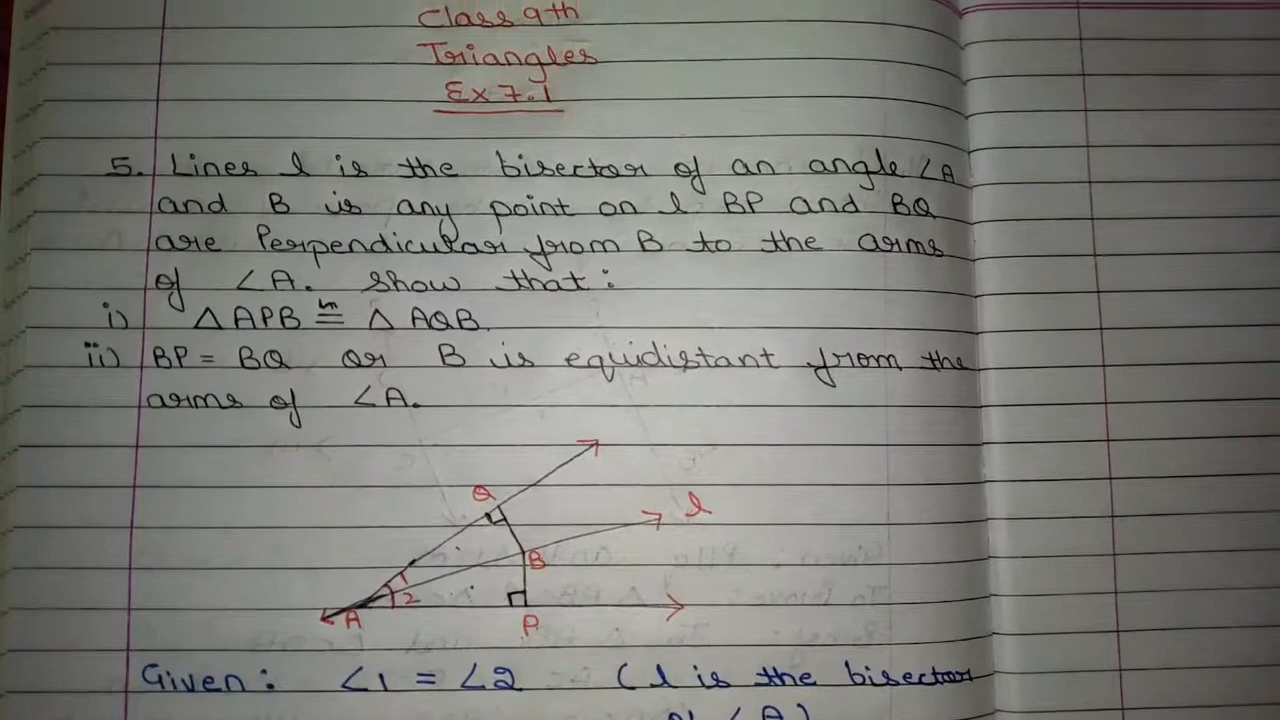 Class 9th
Triangles
Ex 7.1
5. Lines l is the bisector of an angle ∠A
and B is any point on l BP and BQ
are Perpendicular from B to the arms
of ∠A. show that:
i) △ APB ≅ △ AQB.
ii) BP = BQ or B is equidistant from the
arms of ∠A.
Q
l
B
1
2
A
P
Given: ∠1 = ∠2 (l is the bisector
of ∠A)